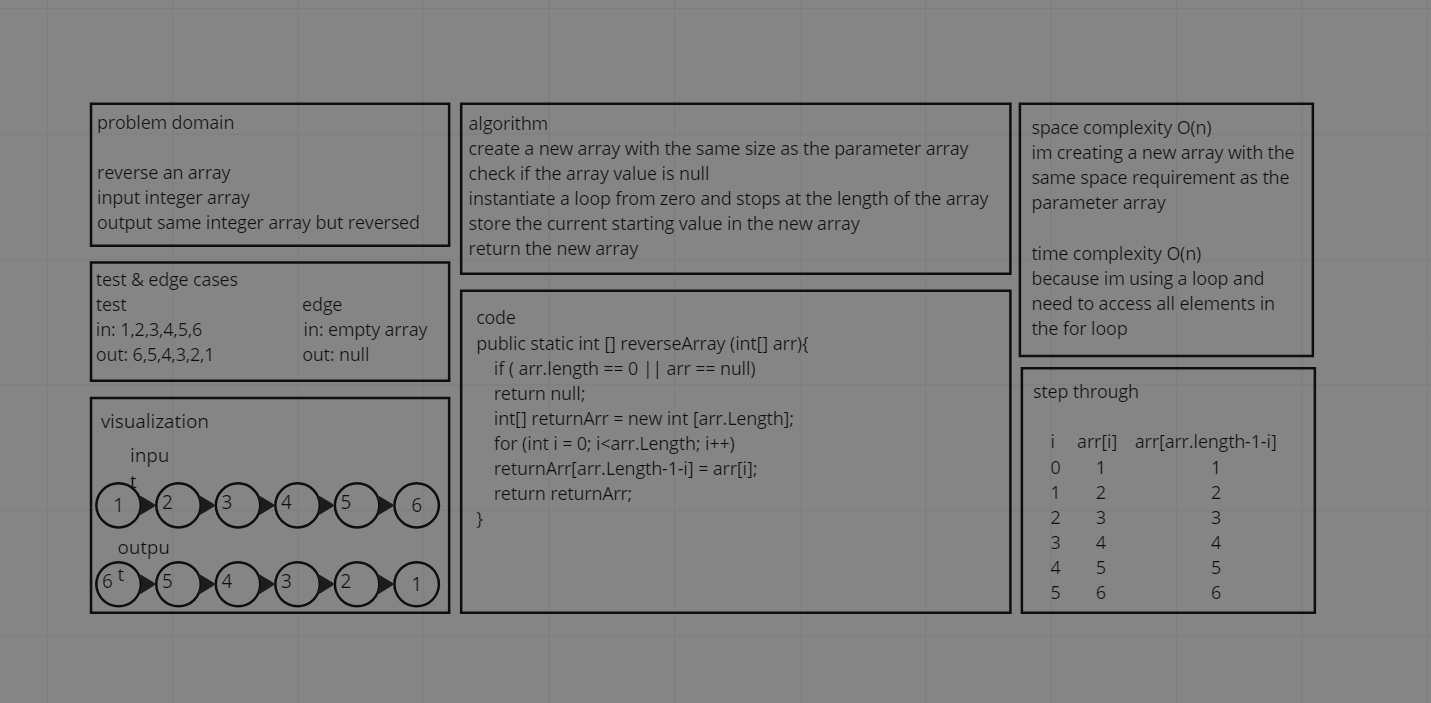 problem domain
reverse an array
input integer array
output same integer array but reversed
test & edge cases
test edge
in: 1,2,3,4,5,6 in: empty array
out: 6,5,4,3,2,1 out: null
visualization
inpu
t
1 2 3 4 5 6
outpu
t
6 5 4 3 2 1
algorithm
create a new array with the same size as the parameter array
check if the array value is null
instantiate a loop from zero and stops at the length of the array
store the current starting value in the new array
return the new array
code
public static int [] reverseArray (int[] arr){
if ( arr.length == 0 || arr == null)
return null;
int[] returnArr = new int [arr.Length];
for (int i = 0; i<arr.Length; i++)
returnArr[arr.Length-1-i] = arr[i];
return returnArr;
}
space complexity O(n)
im creating a new array with the
same space requirement as the
parameter array
time complexity O(n)
because im using a loop and
need to access all elements in
the for loop
step through
i arr[i] arr[arr.length-1-i]
0 1 1
1 2 2
2 3 3
3 4 4
4 5 5
5 6 6